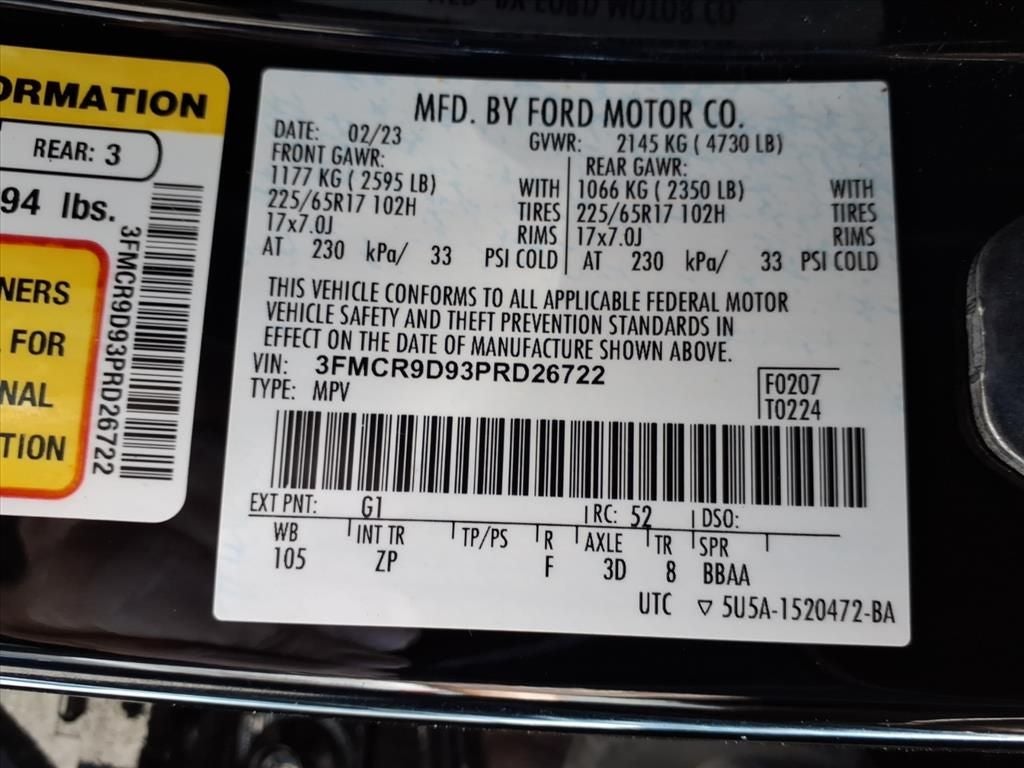 ORMATION
REAR: 3
94 lbs.
NERS
FOR
NAL
TION
3FMCR9D93PRD26722
MFD. BY FORD MOTOR CO.
DATE: 02/23 GVWR: 2145 KG ( 4730 LB)
FRONT GAWR: REAR GAWR:
1177 KG ( 2595 LB) WITH 1066 KG ( 2350 LB) WITH
225/65R17 102H TIRES 225/65R17 102H TIRES
17x7.0J RIMS 17x7.0J RIMS
AT 230 kPa/ 33 PSI COLD AT 230 kPa/ 33 PSI COLD
THIS VEHICLE CONFORMS TO ALL APPLICABLE FEDERAL MOTOR
VEHICLE SAFETY AND THEFT PREVENTION STANDARDS IN
EFFECT ON THE DATE OF MANUFACTURE SHOWN ABOVE.
VIN: 3FMCR9D93PRD26722
TYPE: MPV
F0207
T0224
EXT PNT: G1 RC: 52 DSO:
WB INT TR TP/PS R AXLE TR SPR
105 ZP F 3D 8 BBAA
UTC ▽ 5U5A-1520472-BA